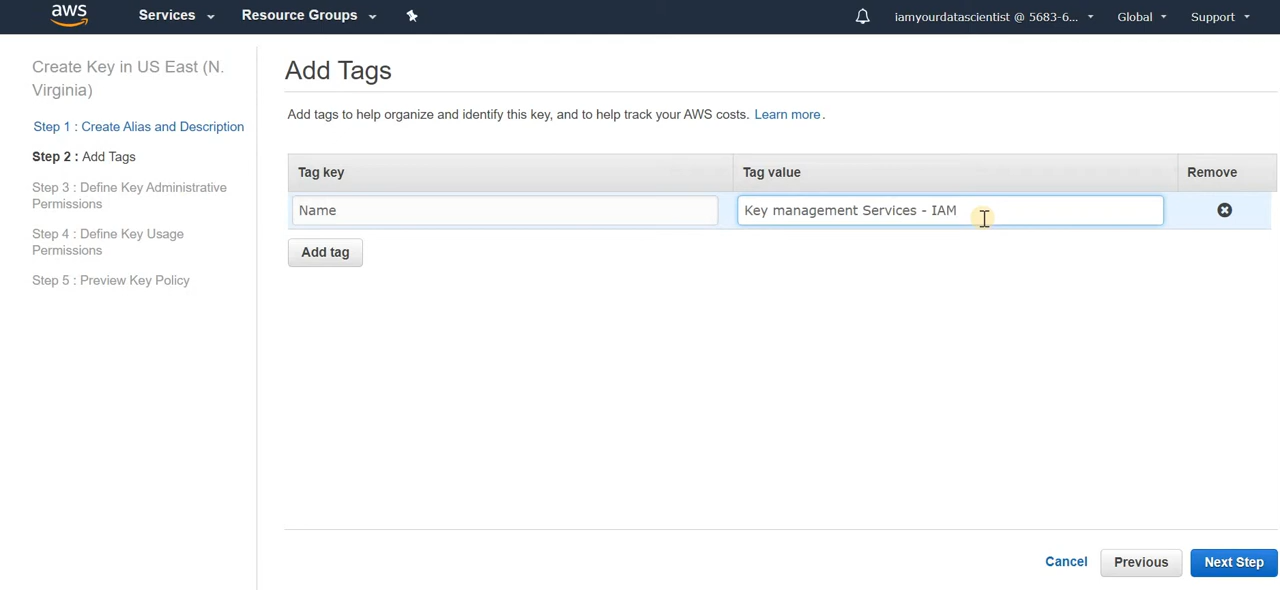 aws Services Resource Groups iamyourdatascientist @ 5683-6... Global Support
Create Key in US East (N.
Virginia)
Step 1 : Create Alias and Description
Step 2 : Add Tags
Step 3 : Define Key Administrative
Permissions
Step 4 : Define Key Usage
Permissions
Step 5 : Preview Key Policy
Add Tags
Add tags to help organize and identify this key, and to help track your AWS costs. Learn more.
Tag key Tag value Remove
Name Key management Services - IAM
Add tag
Cancel Previous Next Step